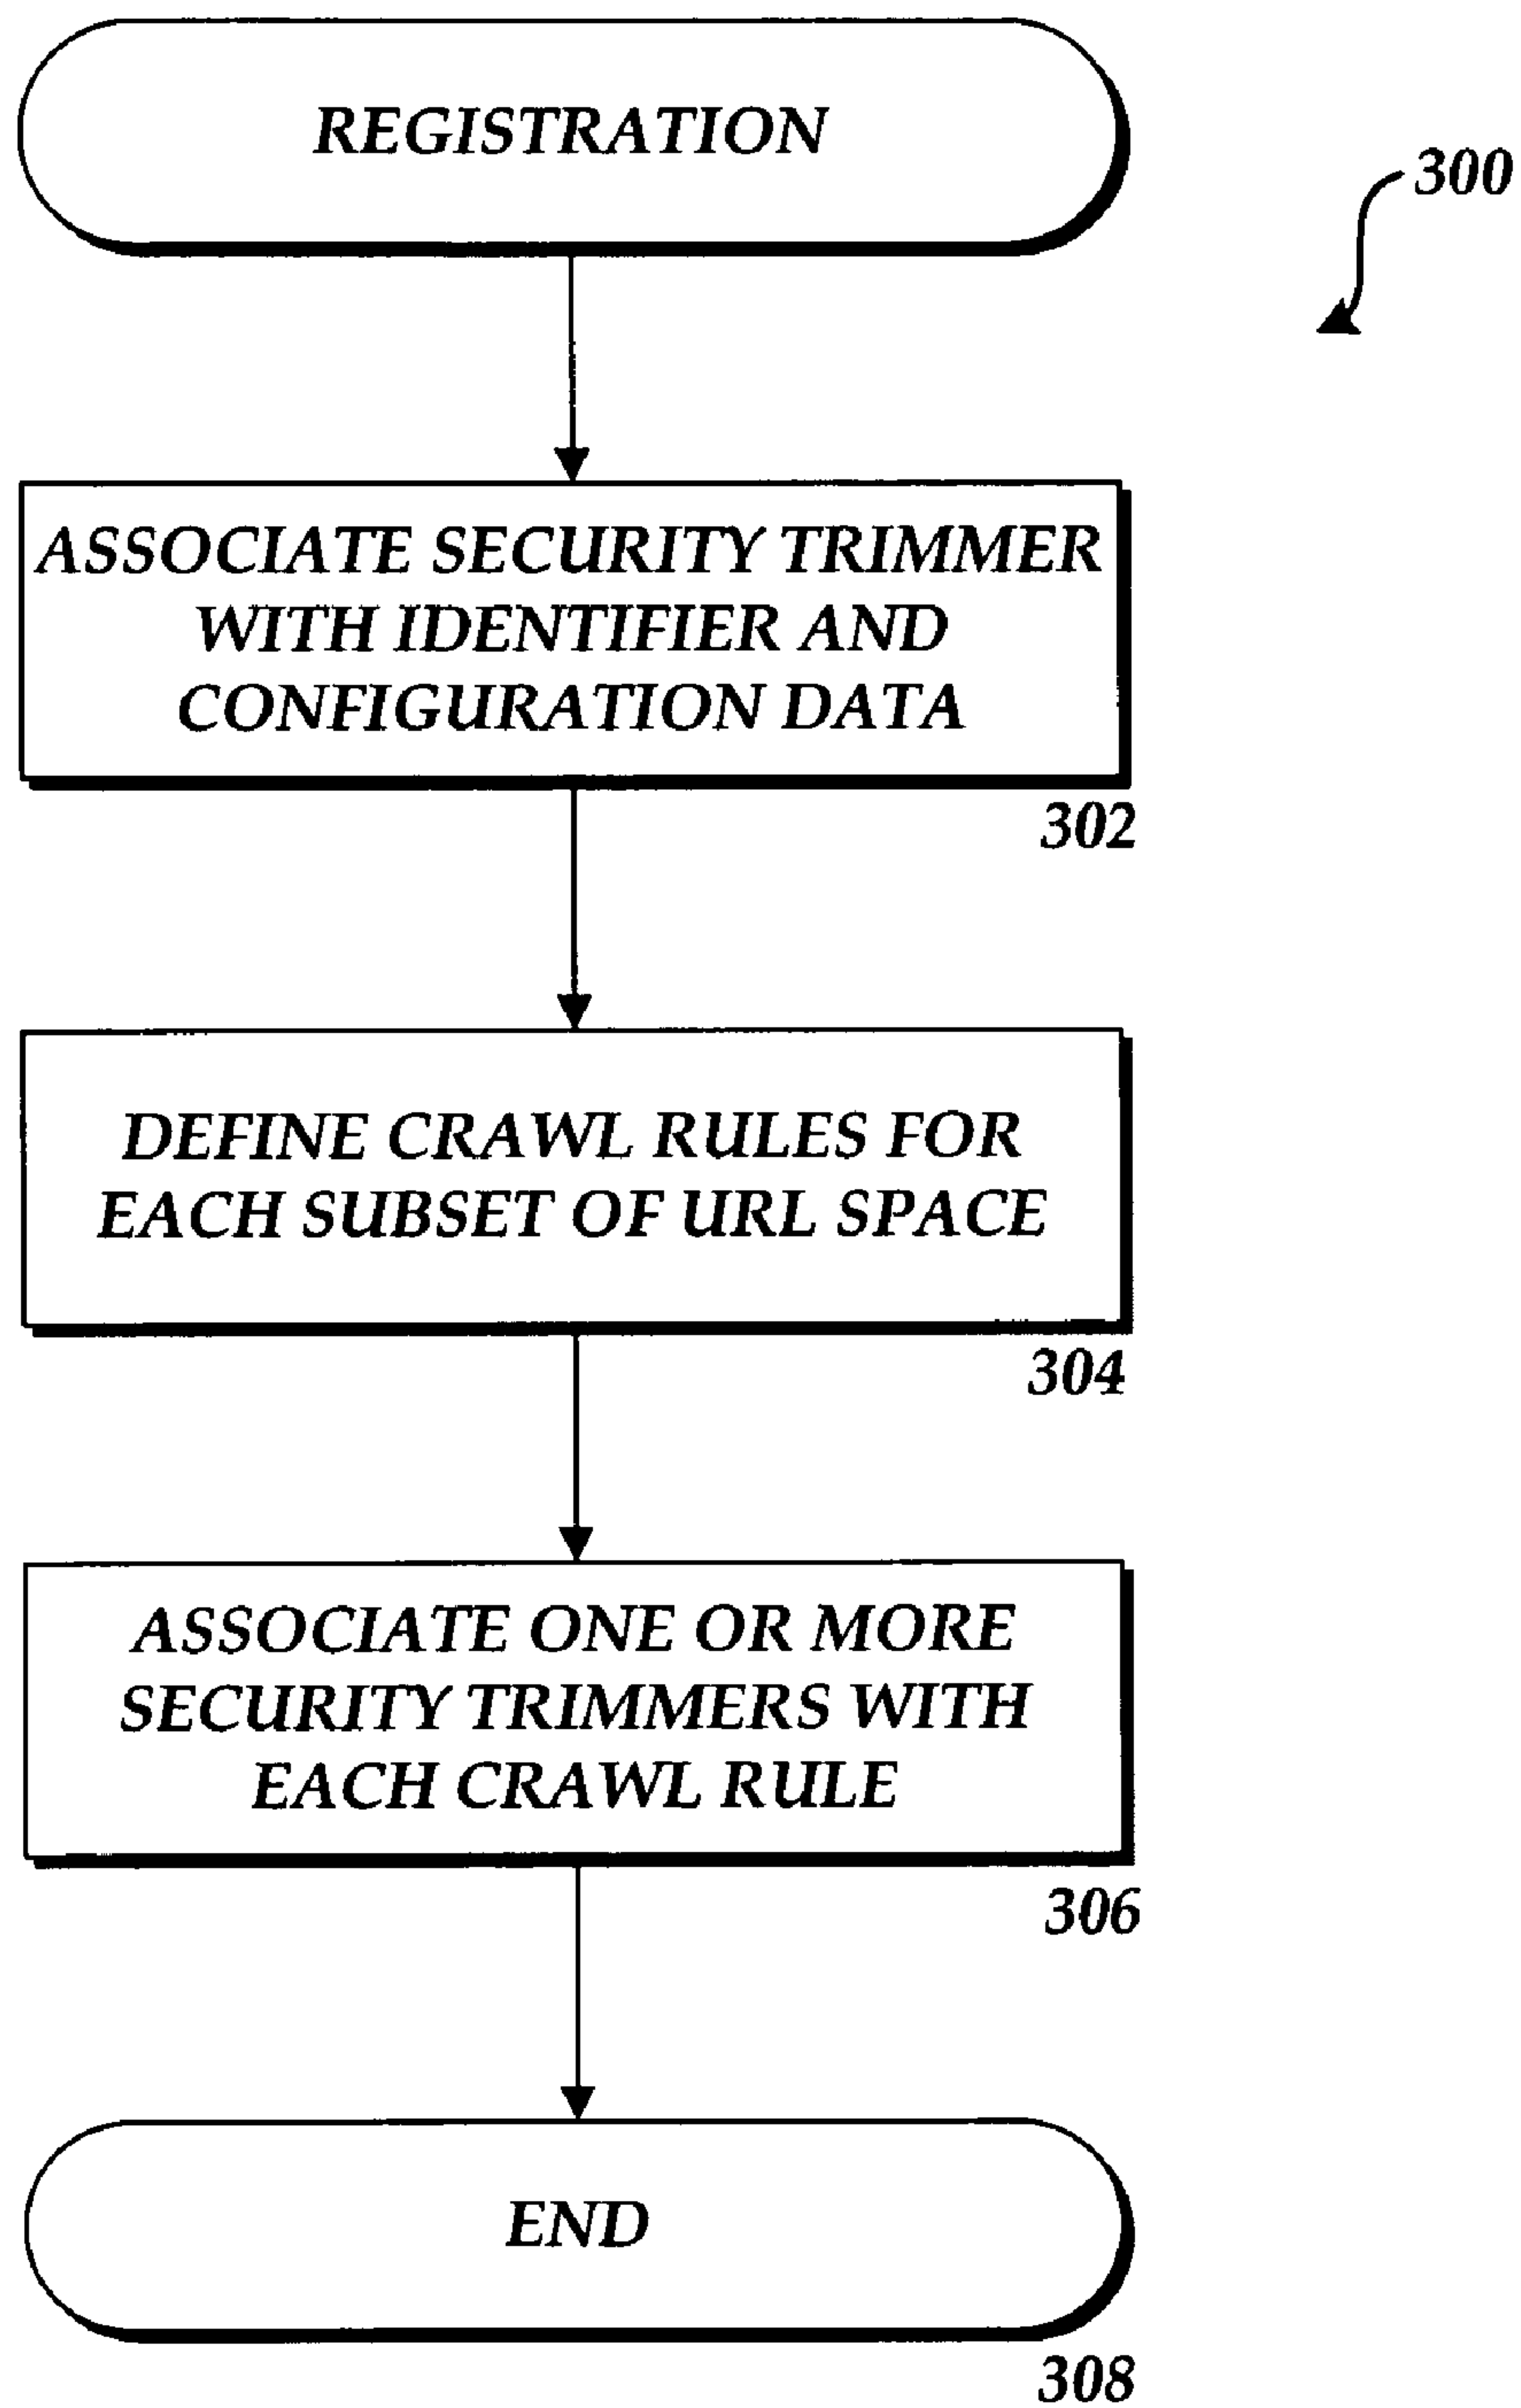 REGISTRATION
300
ASSOCIATE SECURITY TRIMMER
WITH IDENTIFIER AND
CONFIGURATION DATA
302
DEFINE CRAWL RULES FOR
EACH SUBSET OF URL SPACE
304
ASSOCIATE ONE OR MORE
SECURITY TRIMMERS WITH
EACH CRAWL RULE
306
END
308